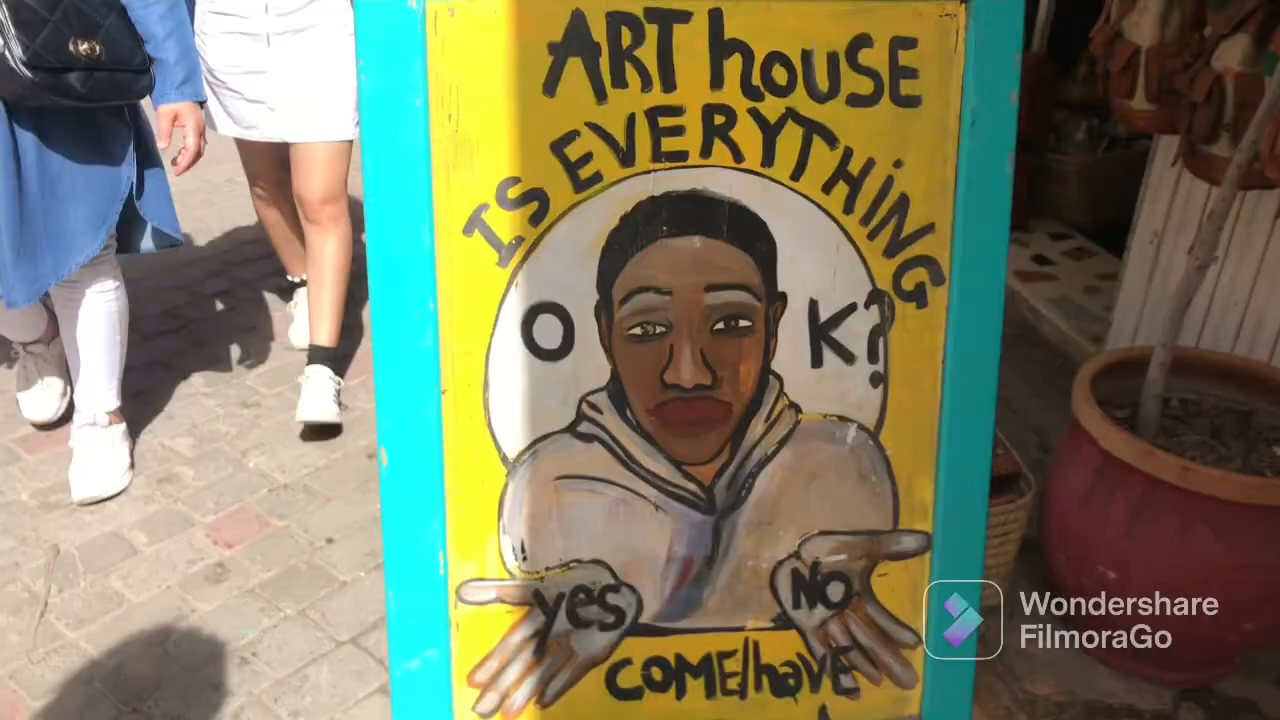 ART house
IS EVERYTHING
O K?
yes No
COME/havE
Wondershare
FilmoraGo